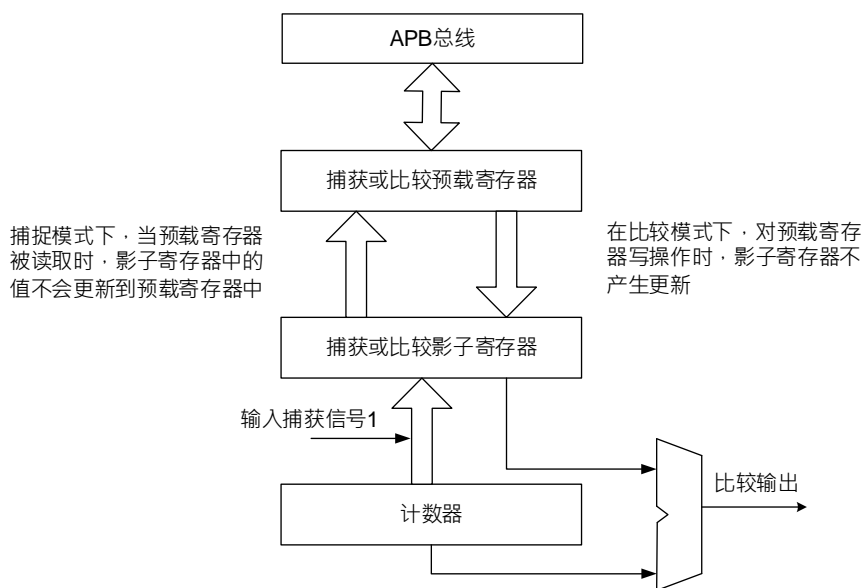 APB总线
捕获或比较预载寄存器
捕捉模式下，当预载寄存器
被读取时，影子寄存器中的
值不会更新到预载寄存器中
在比较模式下，对预载寄存
器写操作时，影子寄存器不
产生更新
捕获或比较影子寄存器
输入捕获信号1
计数器
比较输出